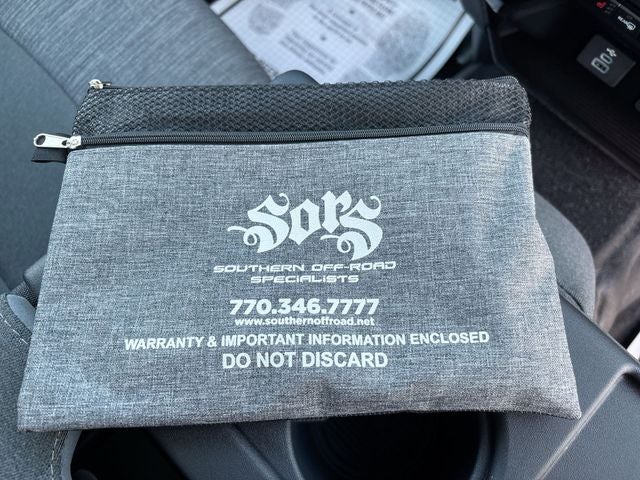 SorS
SOUTHERN OFF-ROAD
SPECIALISTS
770.346.7777
www.southernoffroad.net
WARRANTY & IMPORTANT INFORMATION ENCLOSED
DO NOT DISCARD